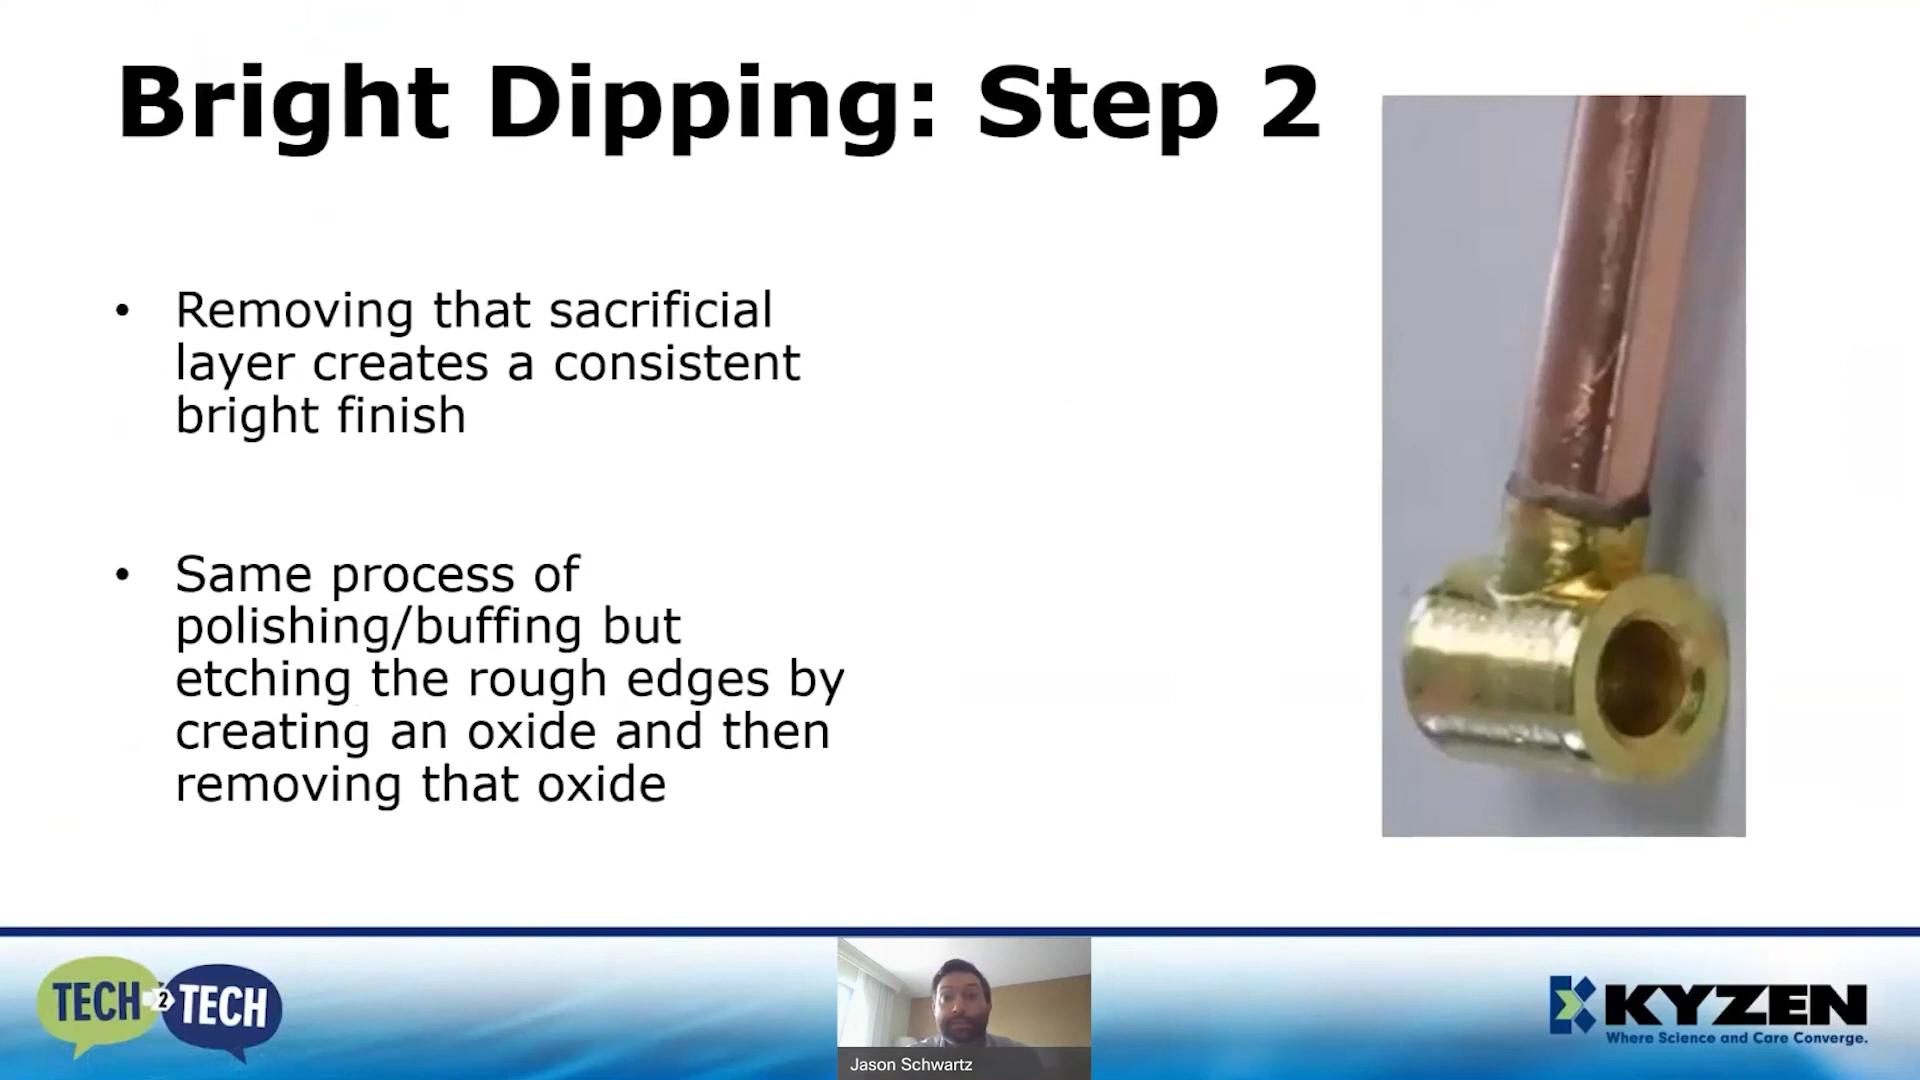 Bright Dipping: Step 2
• Removing that sacrificial
layer creates a consistent
bright finish
• Same process of
polishing/buffing but
etching the rough edges by
creating an oxide and then
removing that oxide
TECH 2 TECH
Jason Schwartz
KYZEN
Where Science and Care Converge.